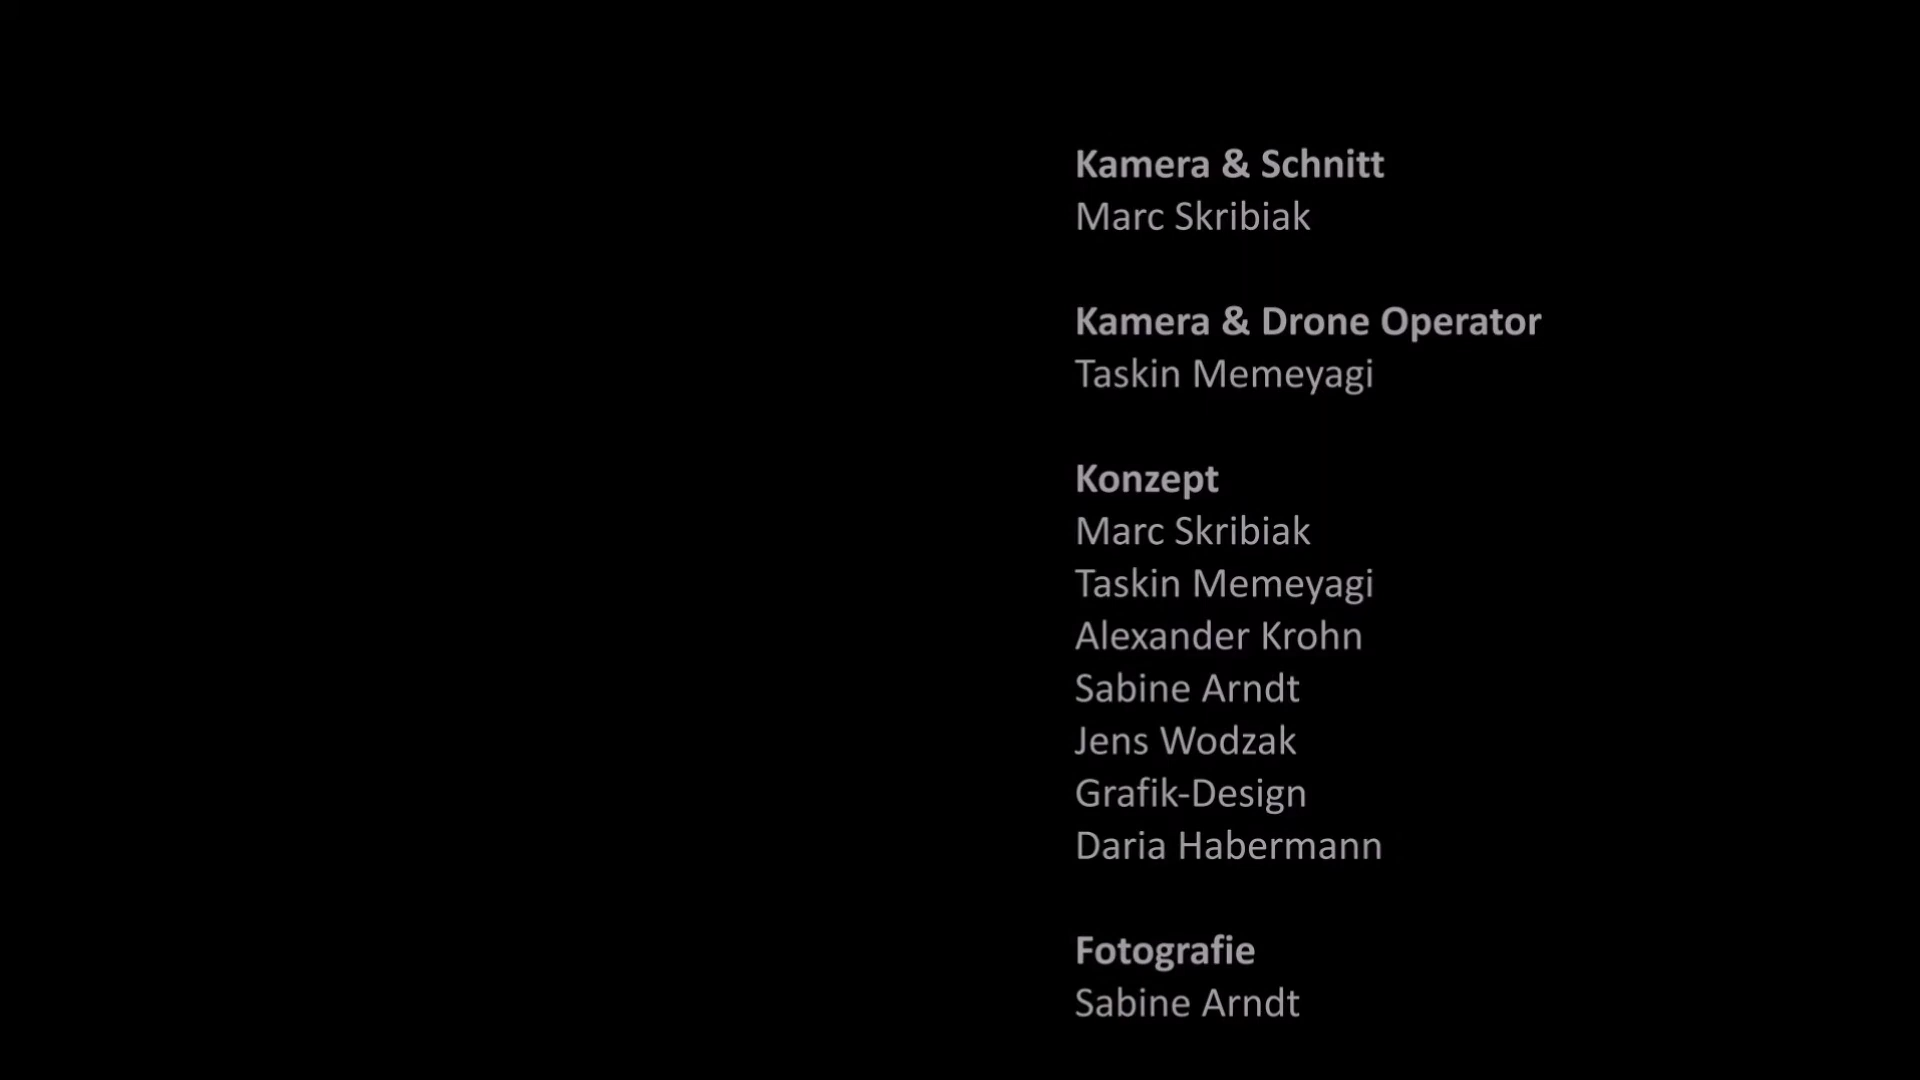 Kamera & Schnitt
Marc Skribiak
Kamera & Drone Operator
Taskin Memeyagi
Konzept
Marc Skribiak
Taskin Memeyagi
Alexander Krohn
Sabine Arndt
Jens Wodzak
Grafik-Design
Daria Habermann
Fotografie
Sabine Arndt